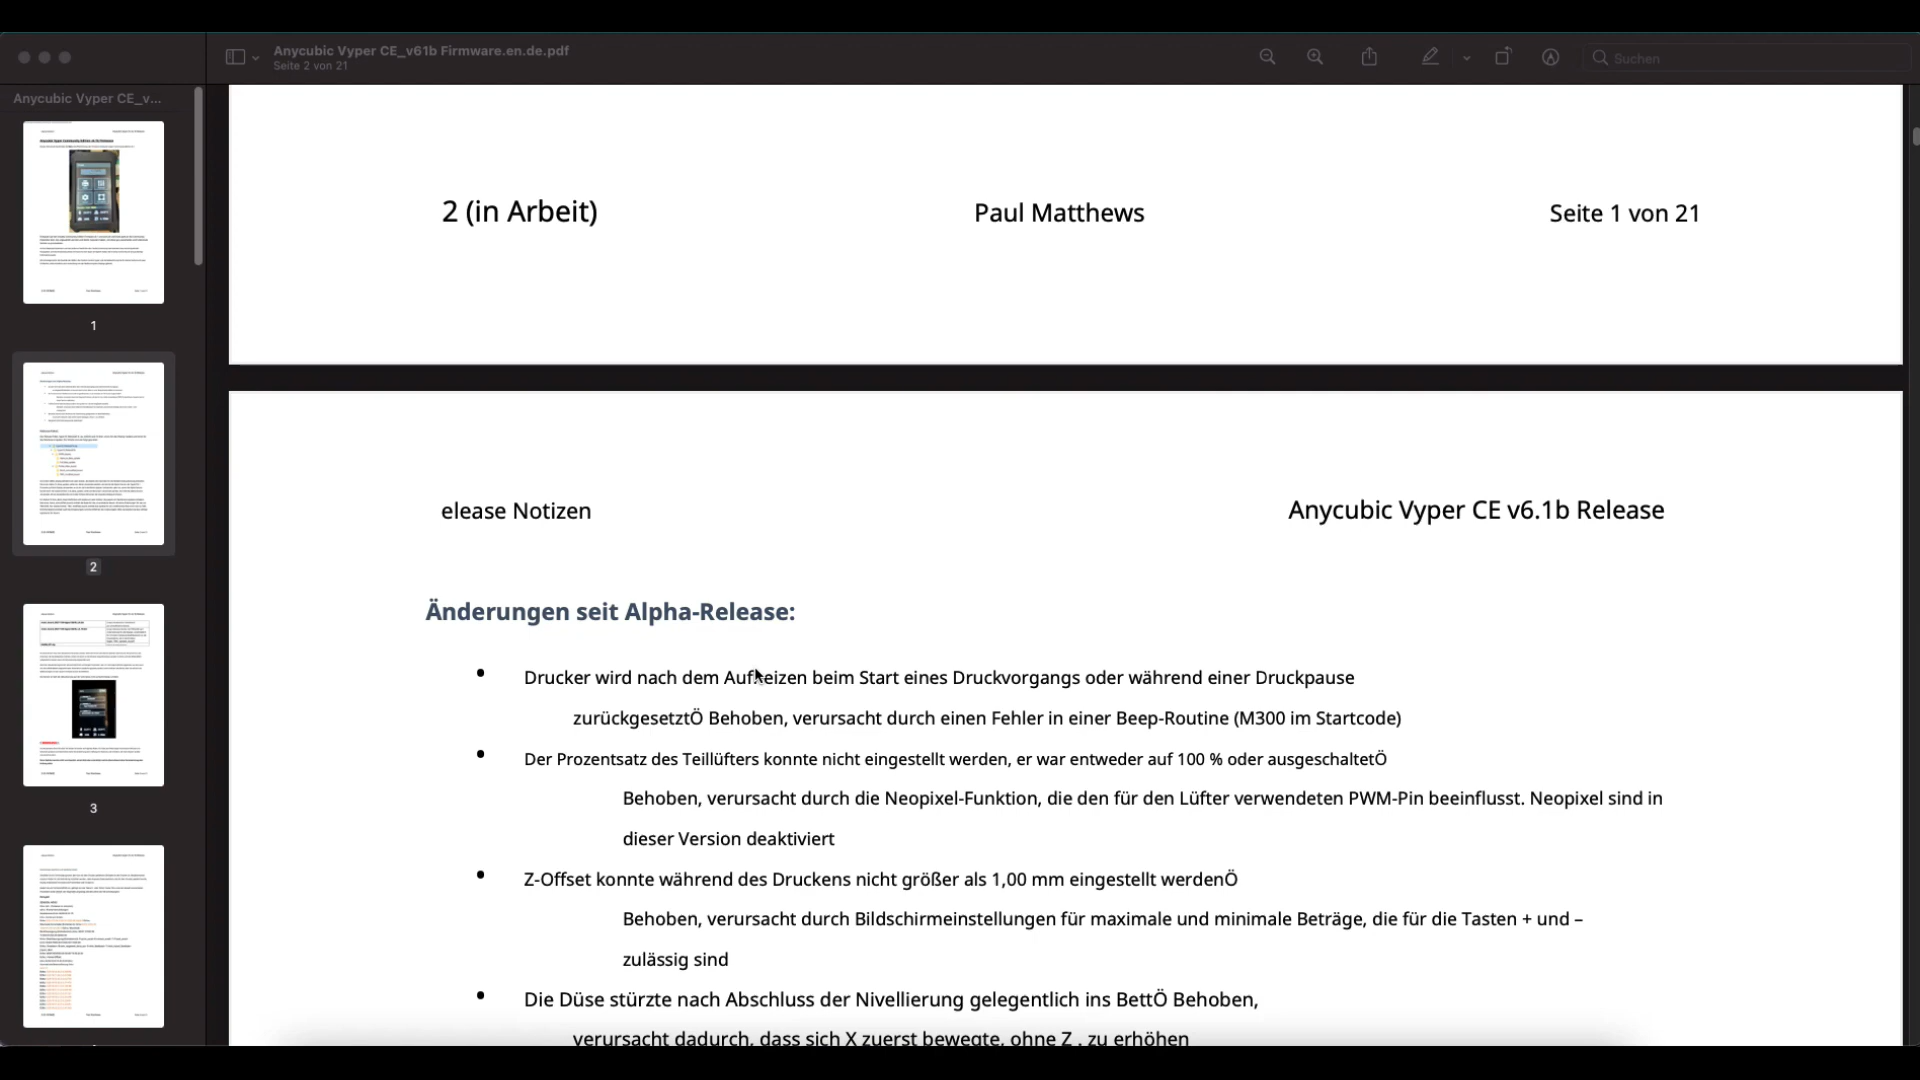 Anycubic Vyper CE_v61b Firmware.en.de.pdf
Seite 2 von 21
Suchen
Anycubic Vyper CE_v...
1
2
3
2 (in Arbeit)
Paul Matthews
Seite 1 von 21
elease Notizen
Anycubic Vyper CE v6.1b Release
Änderungen seit Alpha-Release:
• Drucker wird nach dem Aufheizen beim Start eines Druckvorgangs oder während einer Druckpause
zurückgesetztÖ Behoben, verursacht durch einen Fehler in einer Beep-Routine (M300 im Startcode)
• Der Prozentsatz des Teillüfters konnte nicht eingestellt werden, er war entweder auf 100 % oder ausgeschaltetÖ
Behoben, verursacht durch die Neopixel-Funktion, die den für den Lüfter verwendeten PWM-Pin beeinflusst. Neopixel sind in
dieser Version deaktiviert
• Z-Offset konnte während des Druckens nicht größer als 1,00 mm eingestellt werdenÖ
Behoben, verursacht durch Bildschirmeinstellungen für maximale und minimale Beträge, die für die Tasten + und –
zulässig sind
• Die Düse stürzte nach Abschluss der Nivellierung gelegentlich ins BettÖ Behoben,
verursacht dadurch, dass sich X zuerst bewegte, ohne Z . zu erhöhen